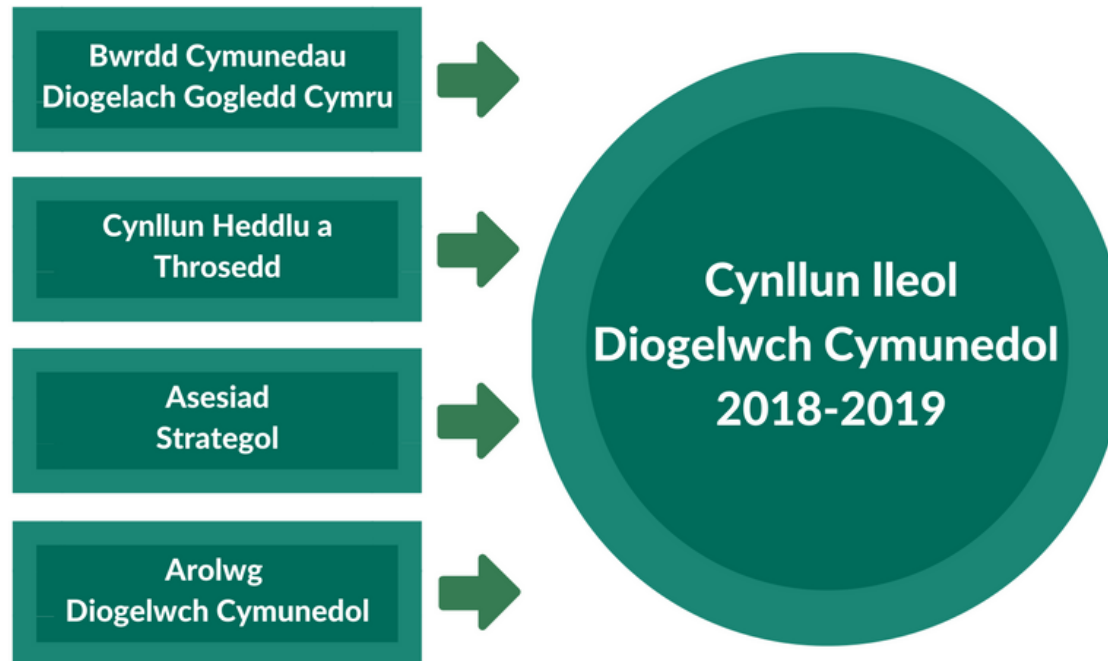 Bwrdd Cymunedau
Diogelach Gogledd Cymru
Cynllun Heddlu a
Throsedd
Asesiad
Strategol
Arolwg
Diogelwch Cymunedol
Cynllun lleol
Diogelwch Cymunedol
2018-2019